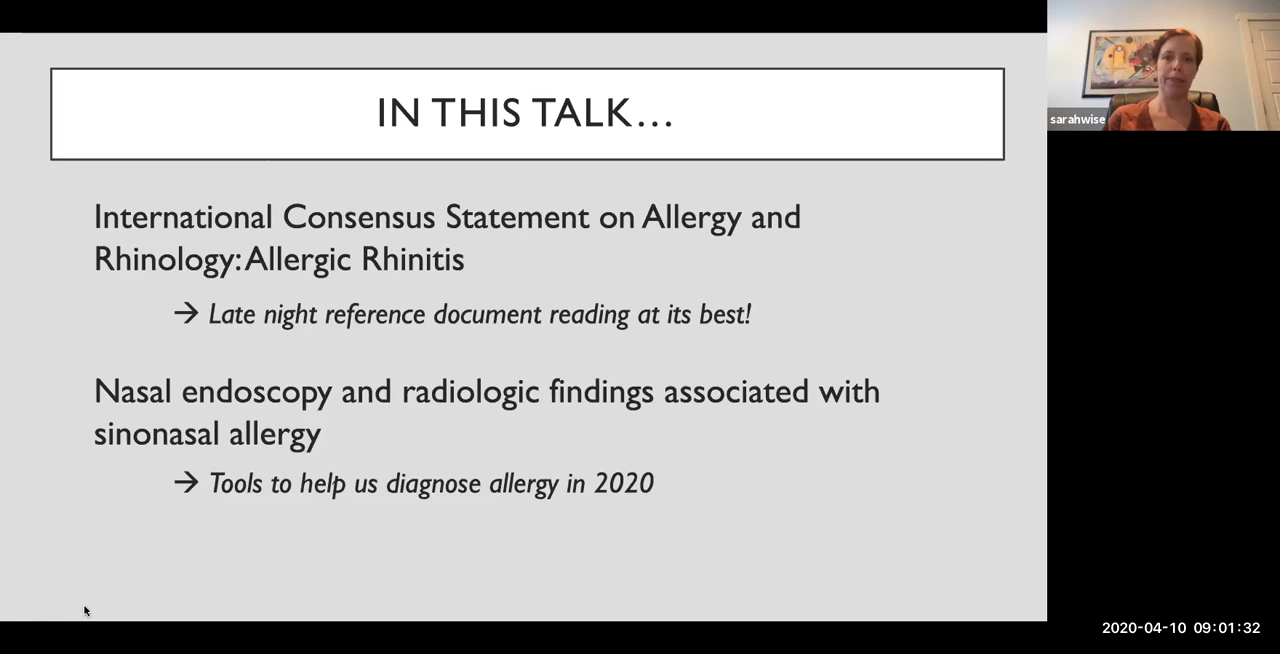 IN THIS TALK…
International Consensus Statement on Allergy and
Rhinology: Allergic Rhinitis
→ Late night reference document reading at its best!
Nasal endoscopy and radiologic findings associated with
sinonasal allergy
→ Tools to help us diagnose allergy in 2020
sarahwise
2020-04-10 09:01:32